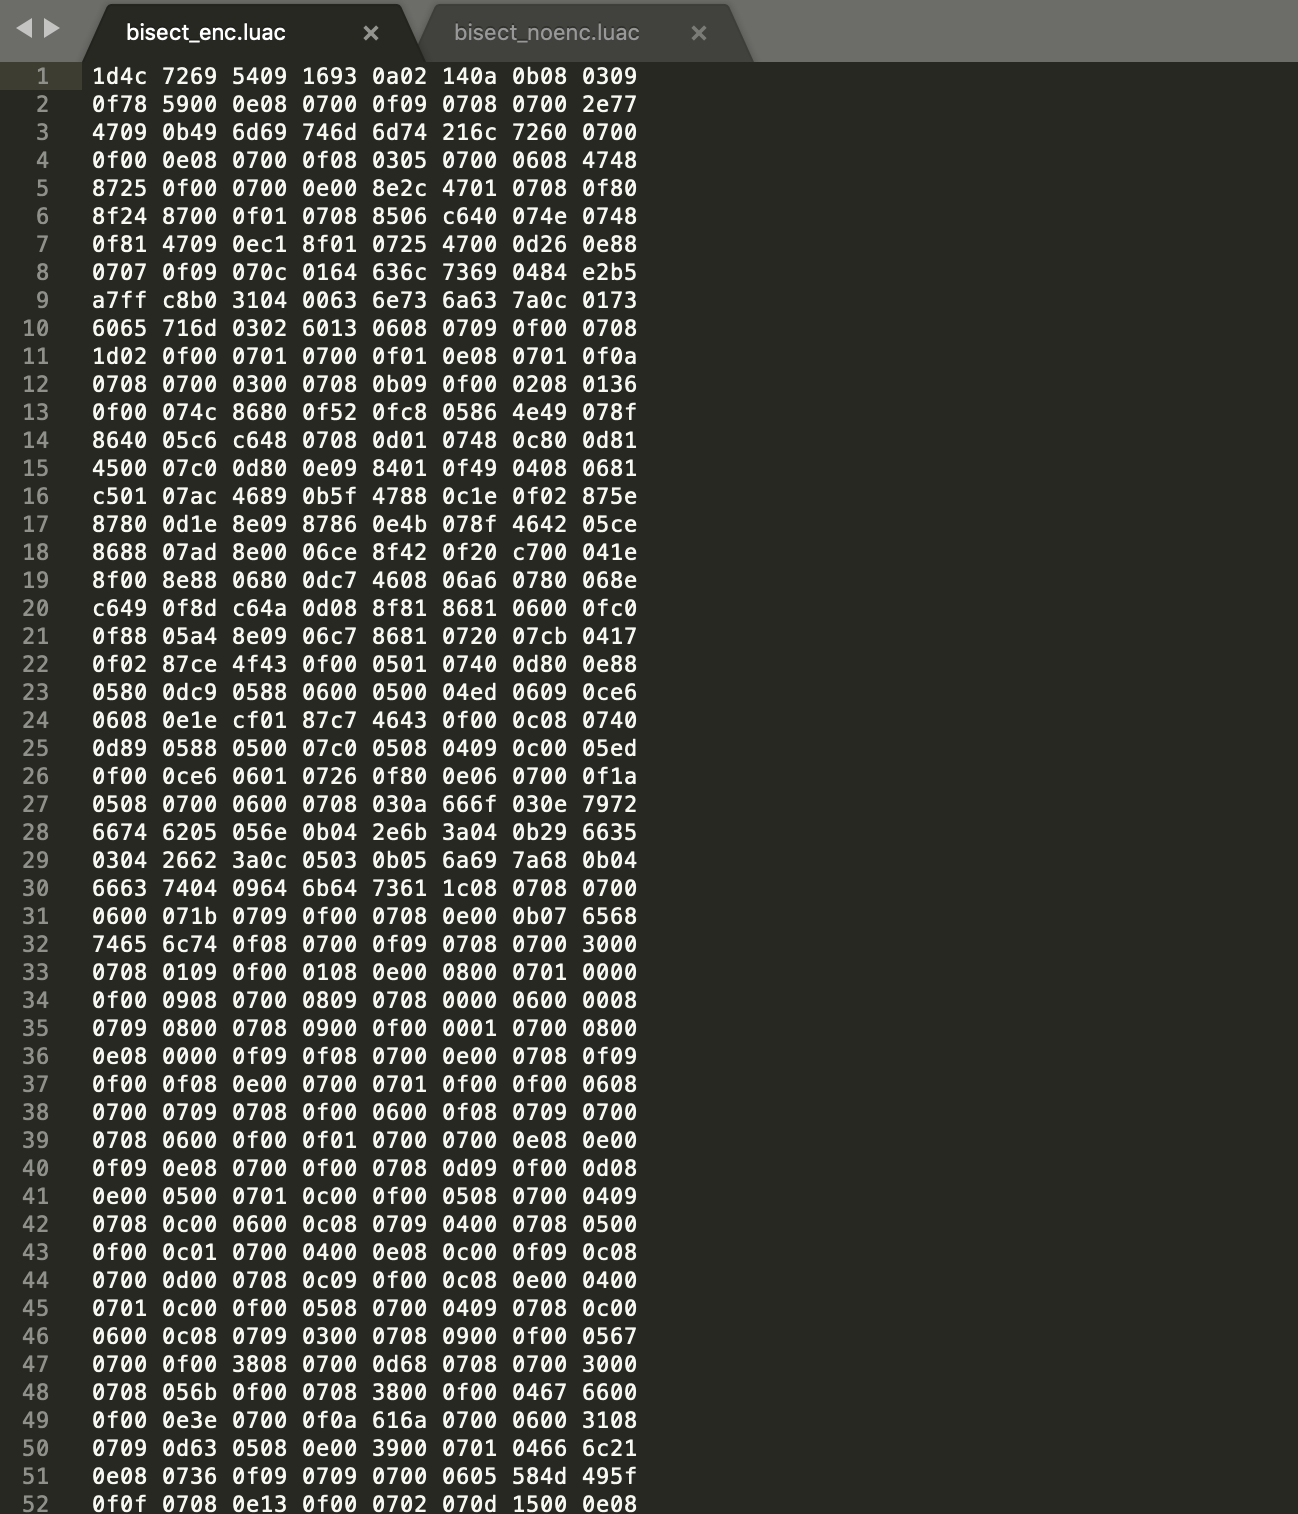 bisect_enc.luac × bisect_noenc.luac ×
1 1d4c 7269 5409 1693 0a02 140a 0b08 0309
2 0f78 5900 0e08 0700 0f09 0708 0700 2e77
3 4709 0b49 6d69 746d 6d74 216c 7260 0700
4 0f00 0e08 0700 0f08 0305 0700 0608 4748
5 8725 0f00 0700 0e00 8e2c 4701 0708 0f80
6 8f24 8700 0f01 0708 8506 c640 074e 0748
7 0f81 4709 0ec1 8f01 0725 4700 0d26 0e88
8 0707 0f09 070c 0164 636c 7369 0484 e2b5
9 a7ff c8b0 3104 0063 6e73 6a63 7a0c 0173
10 6065 716d 0302 6013 0608 0709 0f00 0708
11 1d02 0f00 0701 0700 0f01 0e08 0701 0f0a
12 0708 0700 0300 0708 0b09 0f00 0208 0136
13 0f00 074c 8680 0f52 0fc8 0586 4e49 078f
14 8640 05c6 c648 0708 0d01 0748 0c80 0d81
15 4500 07c0 0d80 0e09 8401 0f49 0408 0681
16 c501 07ac 4689 0b5f 4788 0c1e 0f02 875e
17 8780 0d1e 8e09 8786 0e4b 078f 4642 05ce
18 8688 07ad 8e00 06ce 8f42 0f20 c700 041e
19 8f00 8e88 0680 0dc7 4608 06a6 0780 068e
20 c649 0f8d c64a 0d08 8f81 8681 0600 0fc0
21 0f88 05a4 8e09 06c7 8681 0720 07cb 0417
22 0f02 87ce 4f43 0f00 0501 0740 0d80 0e88
23 0580 0dc9 0588 0600 0500 04ed 0609 0ce6
24 0608 0e1e cf01 87c7 4643 0f00 0c08 0740
25 0d89 0588 0500 07c0 0508 0409 0c00 05ed
26 0f00 0ce6 0601 0726 0f80 0e06 0700 0f1a
27 0508 0700 0600 0708 030a 666f 030e 7972
28 6674 6205 056e 0b04 2e6b 3a04 0b29 6635
29 0304 2662 3a0c 0503 0b05 6a69 7a68 0b04
30 6663 7404 0964 6b64 7361 1c08 0708 0700
31 0600 071b 0709 0f00 0708 0e00 0b07 6568
32 7465 6c74 0f08 0700 0f09 0708 0700 3000
33 0708 0109 0f00 0108 0e00 0800 0701 0000
34 0f00 0908 0700 0809 0708 0000 0600 0008
35 0709 0800 0708 0900 0f00 0001 0700 0800
36 0e08 0000 0f09 0f08 0700 0e00 0708 0f09
37 0f00 0f08 0e00 0700 0701 0f00 0f00 0608
38 0700 0709 0708 0f00 0600 0f08 0709 0700
39 0708 0600 0f00 0f01 0700 0700 0e08 0e00
40 0f09 0e08 0700 0f00 0708 0d09 0f00 0d08
41 0e00 0500 0701 0c00 0f00 0508 0700 0409
42 0708 0c00 0600 0c08 0709 0400 0708 0500
43 0f00 0c01 0700 0400 0e08 0c00 0f09 0c08
44 0700 0d00 0708 0c09 0f00 0c08 0e00 0400
45 0701 0c00 0f00 0508 0700 0409 0708 0c00
46 0600 0c08 0709 0300 0708 0900 0f00 0567
47 0700 0f00 3808 0700 0d68 0708 0700 3000
48 0708 056b 0f00 0708 3800 0f00 0467 6600
49 0f00 0e3e 0700 0f0a 616a 0700 0600 3108
50 0709 0d63 0508 0e00 3900 0701 0466 6c21
51 0e08 0736 0f09 0709 0700 0605 584d 495f
52 0f0f 0708 0e13 0f00 0702 070d 1500 0e08